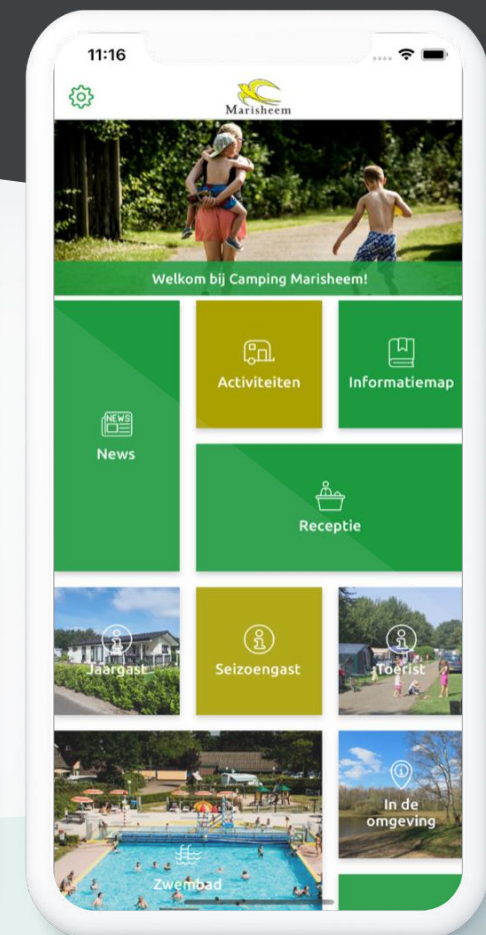 11:16
Marisheem
Welkom bij Camping Marisheem!
Activiteiten
Informatiemap
NEWS
News
Receptie
Jaargast
Seizoengast
Toerist
In de
omgeving
Zwembad